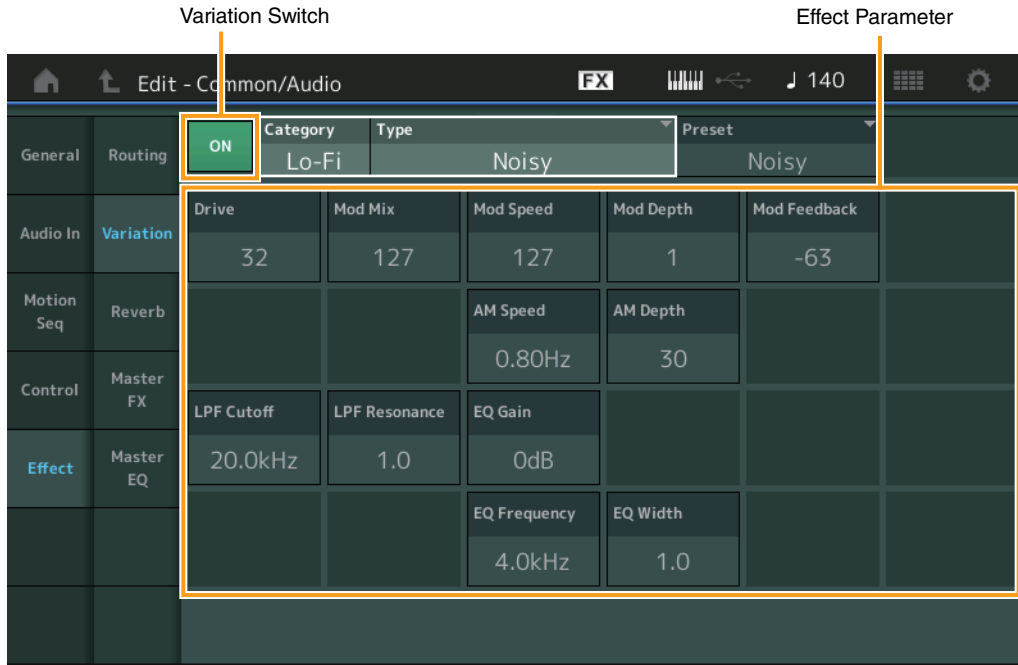 Variation Switch
Effect Parameter
Edit - Common/Audio
FX
140
General
Routing
ON
Category
Lo-Fi
Type
Noisy
Preset
Noisy
Audio In
Variation
Drive
32
Mod Mix
127
Mod Speed
127
Mod Depth
1
Mod Feedback
-63
Motion
Seq
Reverb
AM Speed
0.80Hz
AM Depth
30
Control
Master
FX
LPF Cutoff
20.0kHz
LPF Resonance
1.0
EQ Gain
0dB
Effect
Master
EQ
EQ Frequency
4.0kHz
EQ Width
1.0